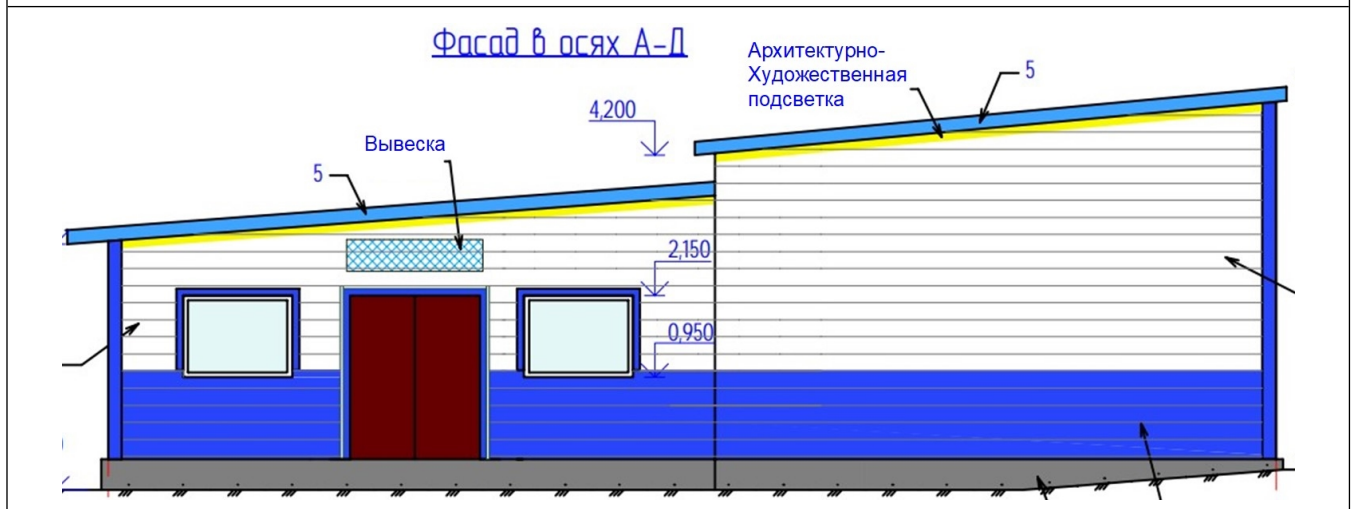 Фасад в осях А-Д
Архитектурно-
Художественная
подсветка
5
4,200
Вывеска
5
2,150
0,950